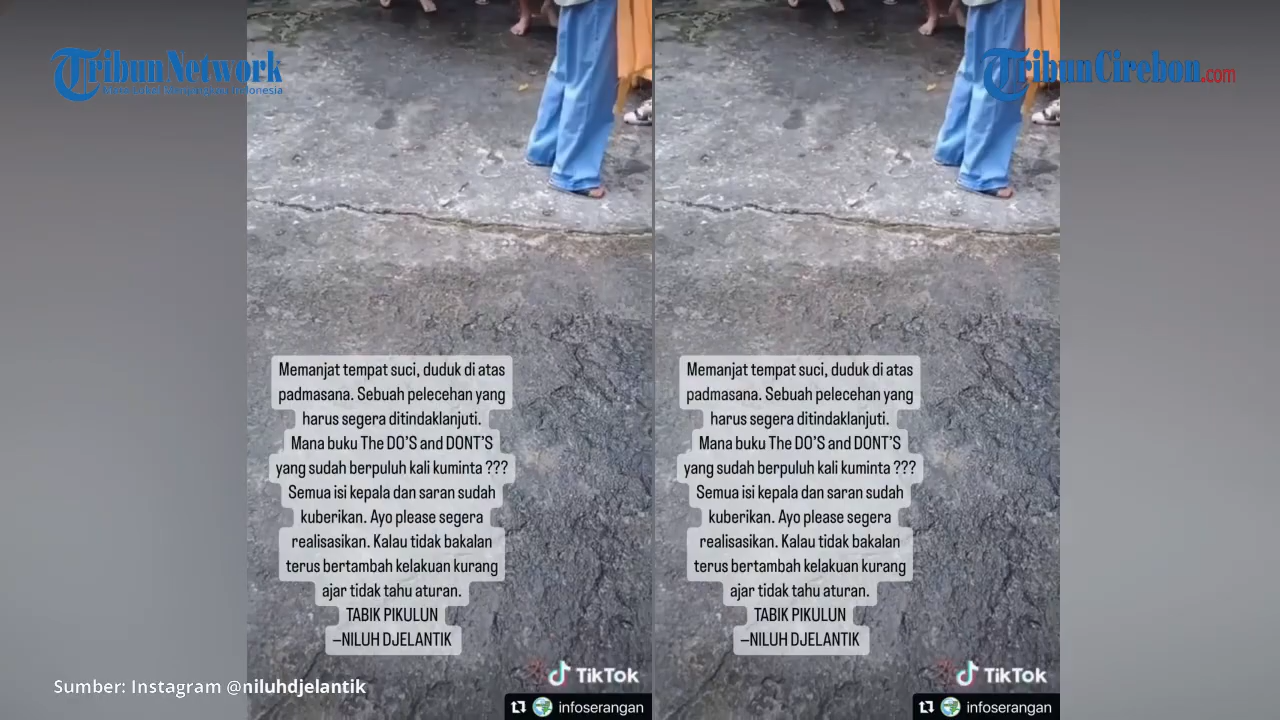 TribunNetwork
TribunCirebon.com
Memanjat tempat suci, duduk di atas
padmasana. Sebuah pelecehan yang
harus segera ditindaklanjuti.
Mana buku The DO'S and DONT'S
yang sudah berpuluh kali kuminta ???
Semua isi kepala dan saran sudah
kuberikan. Ayo please segera
realisasikan. Kalau tidak bakalan
terus bertambah kelakuan kurang
ajar tidak tahu aturan.
TABIK PIKULUN
–NILUH DJELANTIK
TikTok
infoserangan
Memanjat tempat suci, duduk di atas
padmasana. Sebuah pelecehan yang
harus segera ditindaklanjuti.
Mana buku The DO'S and DONT'S
yang sudah berpuluh kali kuminta ???
Semua isi kepala dan saran sudah
kuberikan. Ayo please segera
realisasikan. Kalau tidak bakalan
terus bertambah kelakuan kurang
ajar tidak tahu aturan.
TABIK PIKULUN
–NILUH DJELANTIK
TikTok
infoserangan
Sumber: Instagram @niluhdjelantik